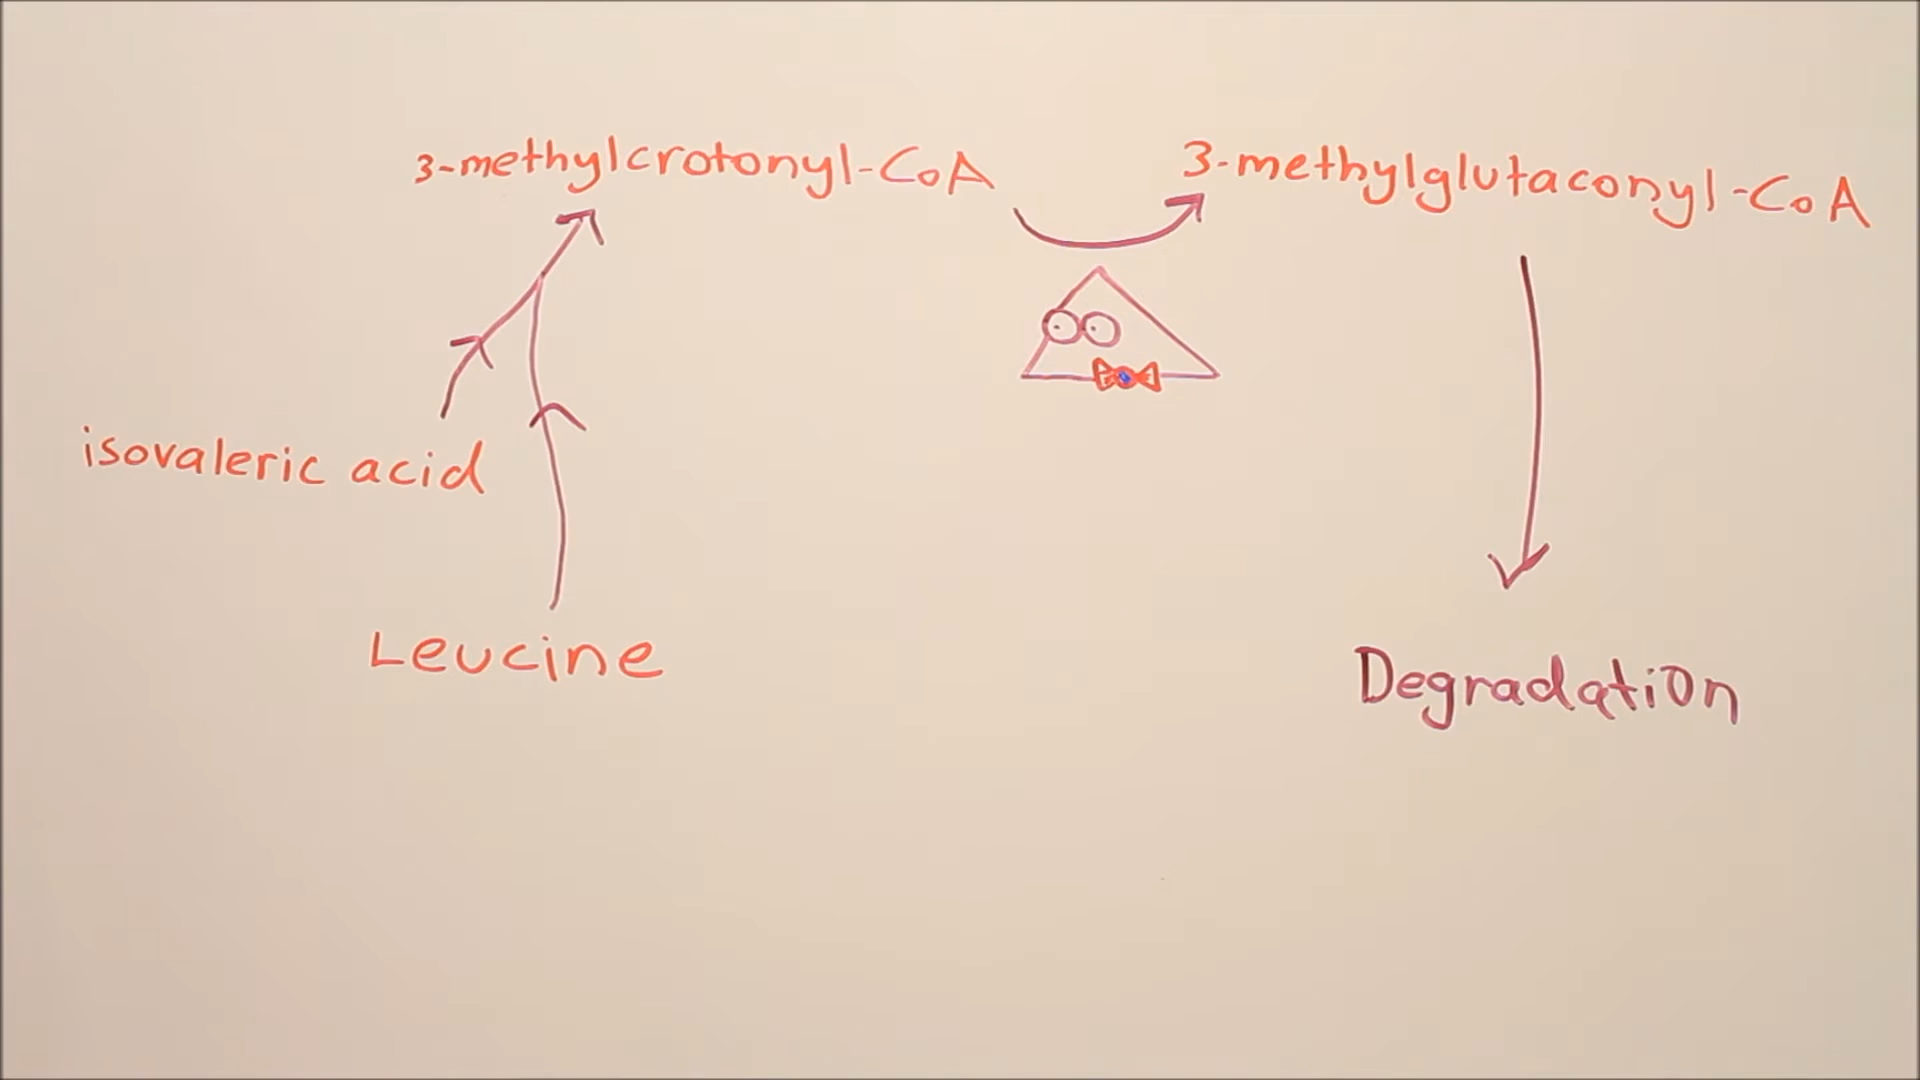 3-methylcrotonyl-CoA
3-methylglutaconyl-CoA
isovaleric acid
Leucine
Degradation